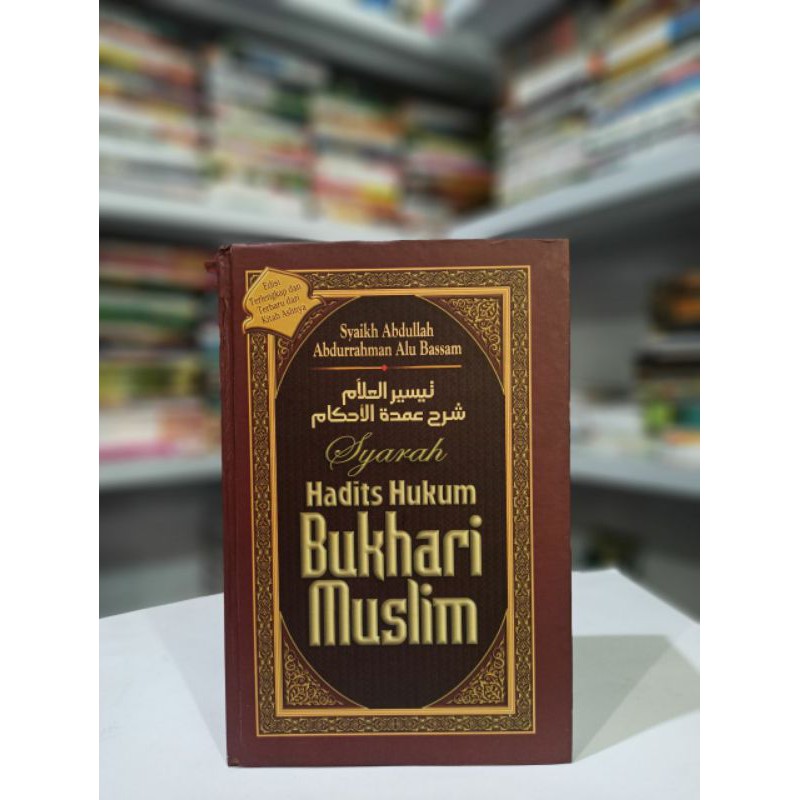 Edisi
Terlengkap dan
Terbaru dari
Kitab Aslinya
Syaikh Abdullah
Abdurrahman Alu Bassam
تيسير العلام
شرح عمدة الأحكام
Syarah
Hadits Hukum
Bukhari
Muslim